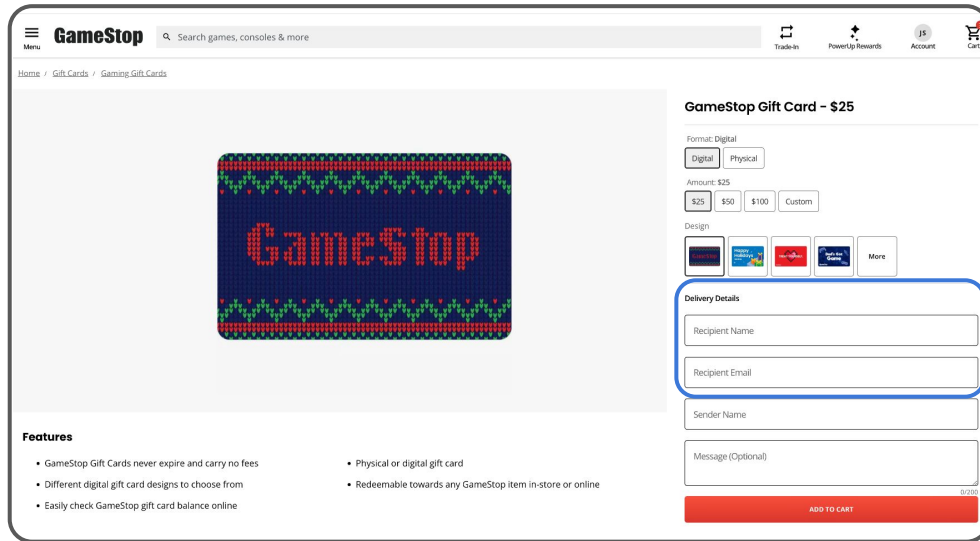 GameStop
Search games, consoles & more
Menu
Trade-In
PowerUp Rewards
JS
Account
Cart
Home / Gift Cards / Gaming Gift Cards
GameStop
GameStop Gift Card - $25
Format: Digital
Digital Physical
Amount: $25
$25 $50 $100 Custom
Design
GameStop
Happy Holidays
Game
More
Delivery Details
Recipient Name
Recipient Email
Sender Name
Message (Optional)
0/200
ADD TO CART
Features
• GameStop Gift Cards never expire and carry no fees
• Different digital gift card designs to choose from
• Easily check GameStop gift card balance online
• Physical or digital gift card
• Redeemable towards any GameStop item in-store or online